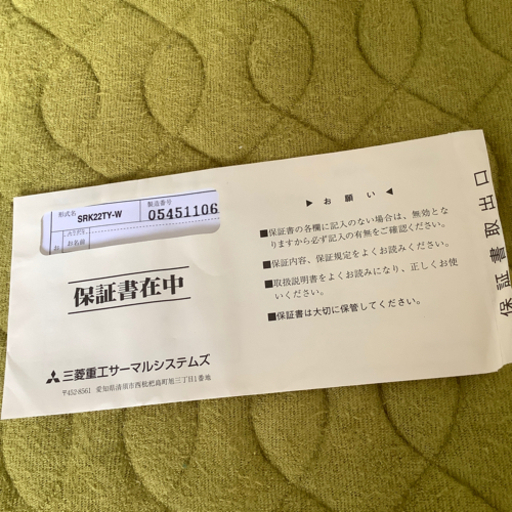 形式名 SRK22TY-W 製造番号 05451106
お名前
保証書在中
三菱重工サーマルシステムズ
〒452-8561 愛知県清須市西枇杷島町旭三丁目1番地
▶ お願い ◀
■保証書の各欄に記入のない場合は、無効とな
りますから必ず記入の有無をご確認ください。
■保証内容、保証規定をよくお読みください。
■取扱説明書をよくお読みになり、正しくお使
いください。
■保証書は大切に保管してください。
保証書取出口